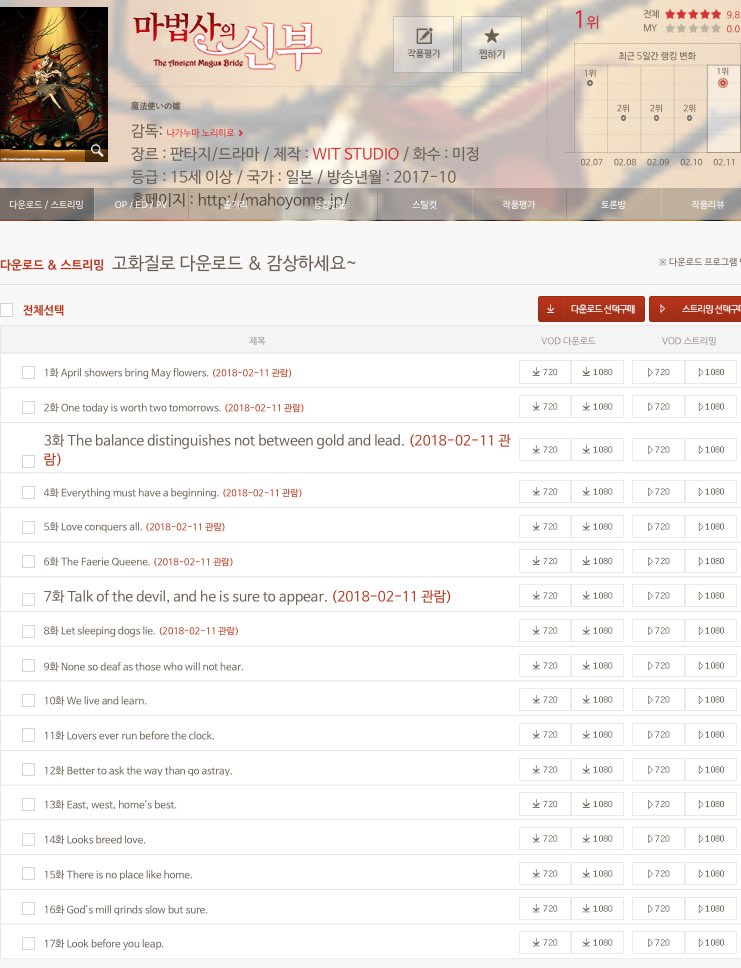 마법사의 신부
The Ancient Magus Bride
작품평가
찜하기
1위
전체 9.8
MY 0.0
최근 5일간 랭킹 변화
1위
2위
2위
2위
1위
02.07 02.08 02.09 02.10 02.11
魔法使いの嫁
감독: 나가누마 노리히로
장르 : 판타지/드라마 / 제작 : WIT STUDIO / 화수 : 미정
등급 : 15세 이상 / 국가 : 일본 / 방송년월 : 2017-10
홈페이지 : http://mahoyome.jp/
다운로드 / 스트리밍 OP / ED / PV 스틸컷 작품평가 토론방 작품리뷰
다운로드 & 스트리밍 고화질로 다운로드 & 감상하세요~
※ 다운로드 프로그램
전체선택
다운로드 선택구매
스트리밍 선택구매
제목 VOD 다운로드 VOD 스트리밍
1화 April showers bring May flowers. (2018-02-11 관람) 720 1080 720 1080
2화 One today is worth two tomorrows. (2018-02-11 관람) 720 1080 720 1080
3화 The balance distinguishes not between gold and lead. (2018-02-11 관
람) 720 1080 720 1080
4화 Everything must have a beginning. (2018-02-11 관람) 720 1080 720 1080
5화 Love conquers all. (2018-02-11 관람) 720 1080 720 1080
6화 The Faerie Queene. (2018-02-11 관람) 720 1080 720 1080
7화 Talk of the devil, and he is sure to appear. (2018-02-11 관람) 720 1080 720 1080
8화 Let sleeping dogs lie. (2018-02-11 관람) 720 1080 720 1080
9화 None so deaf as those who will not hear. 720 1080 720 1080
10화 We live and learn. 720 1080 720 1080
11화 Lovers ever run before the clock. 720 1080 720 1080
12화 Better to ask the way than go astray. 720 1080 720 1080
13화 East, west, home's best. 720 1080 720 1080
14화 Looks breed love. 720 1080 720 1080
15화 There is no place like home. 720 1080 720 1080
16화 God's mill grinds slow but sure. 720 1080 720 1080
17화 Look before you leap. 720 1080 720 1080